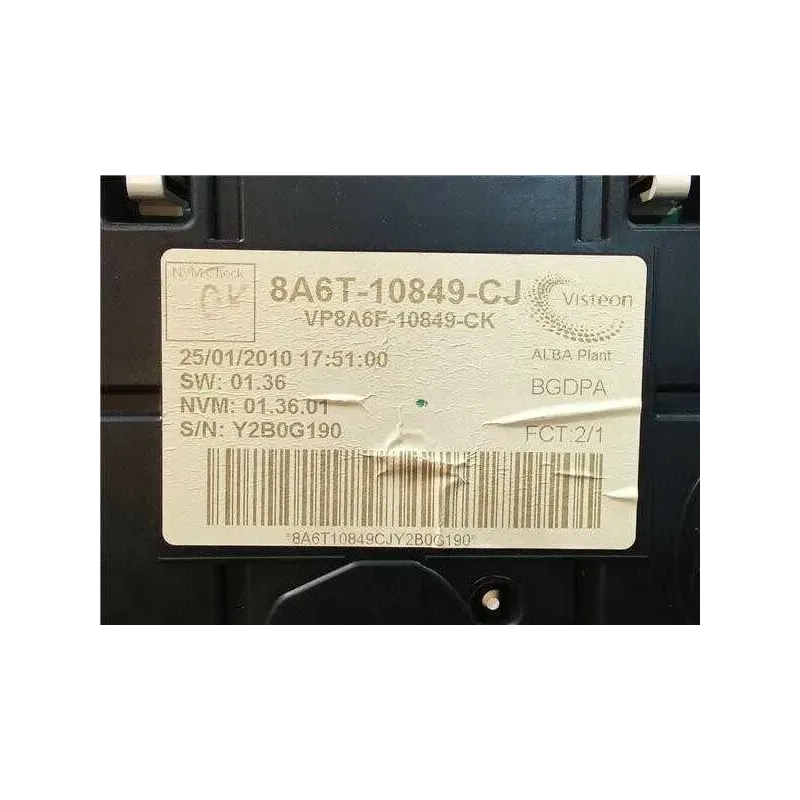 NVM Check
OK
8A6T-10849-CJ
VP8A6F-10849-CK
Visteon
ALBA Plant
25/01/2010 17:51:00
SW: 01.36
BGDPA
NVM: 01.36.01
S/N: Y2B0G190
FCT:2/1
*8A6T10849CJY2B0G190*